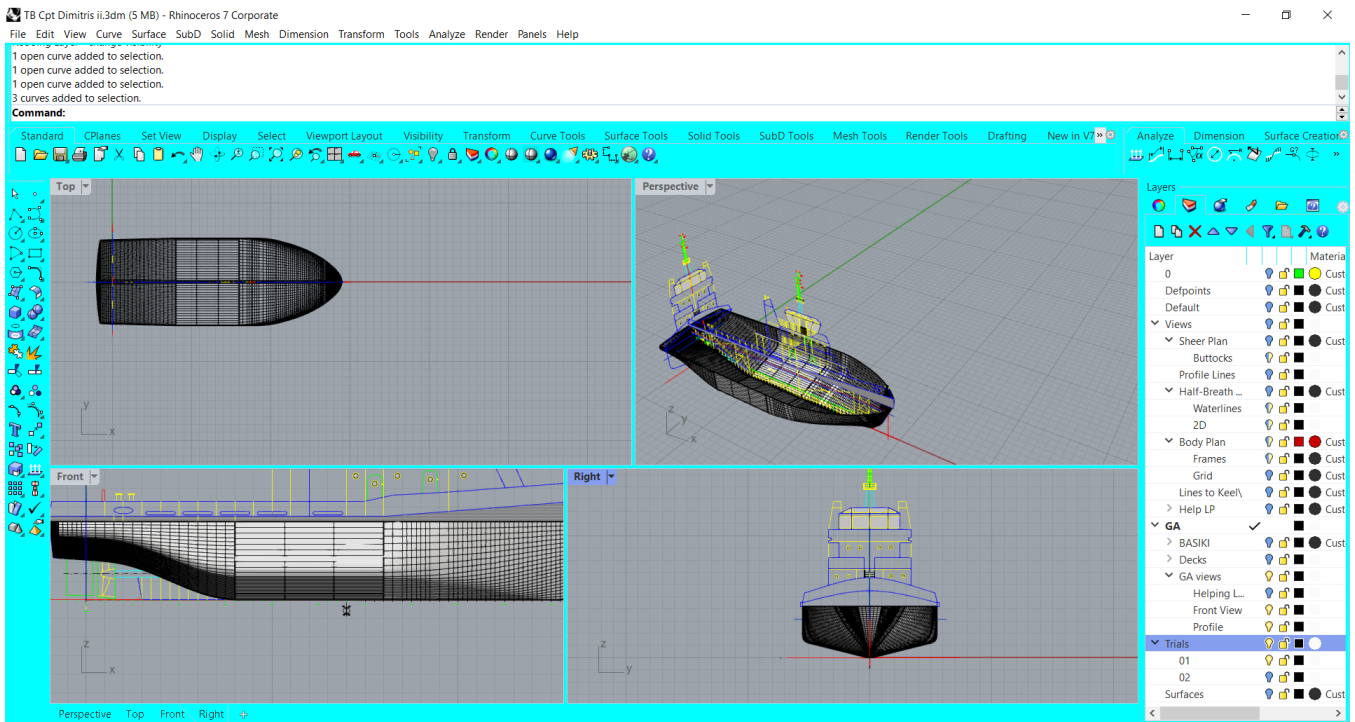 TB Cpt Dimitris ii.3dm (5 MB) - Rhinoceros 7 Corporate
File Edit View Curve Surface SubD Solid Mesh Dimension Transform Tools Analyze Render Panels Help
1 open curve added to selection.
1 open curve added to selection.
1 open curve added to selection.
3 curves added to selection.
Command:
Standard CPlanes Set View Display Select Viewport Layout Visibility Transform Curve Tools Surface Tools Solid Tools SubD Tools Mesh Tools Render Tools Drafting New in V7 Analyze Dimension Surface Creation
Top
Perspective
Layers
Layer Materia
0 Cust
Defpoints Cust
Default Cust
Views
Sheer Plan Cust
Buttocks
Profile Lines
Half-Breath ... Cust
Waterlines
2D
Body Plan Cust
Frames Cust
Grid Cust
Lines to Keel\ Cust
Help LP Cust
GA
BASIKI Cust
Decks
GA views
Helping L...
Front View
Profile
Trials
01
02
Surfaces Cust
y
x
z
y
x
Front
Right
z
x
z
y
Perspective Top Front Right